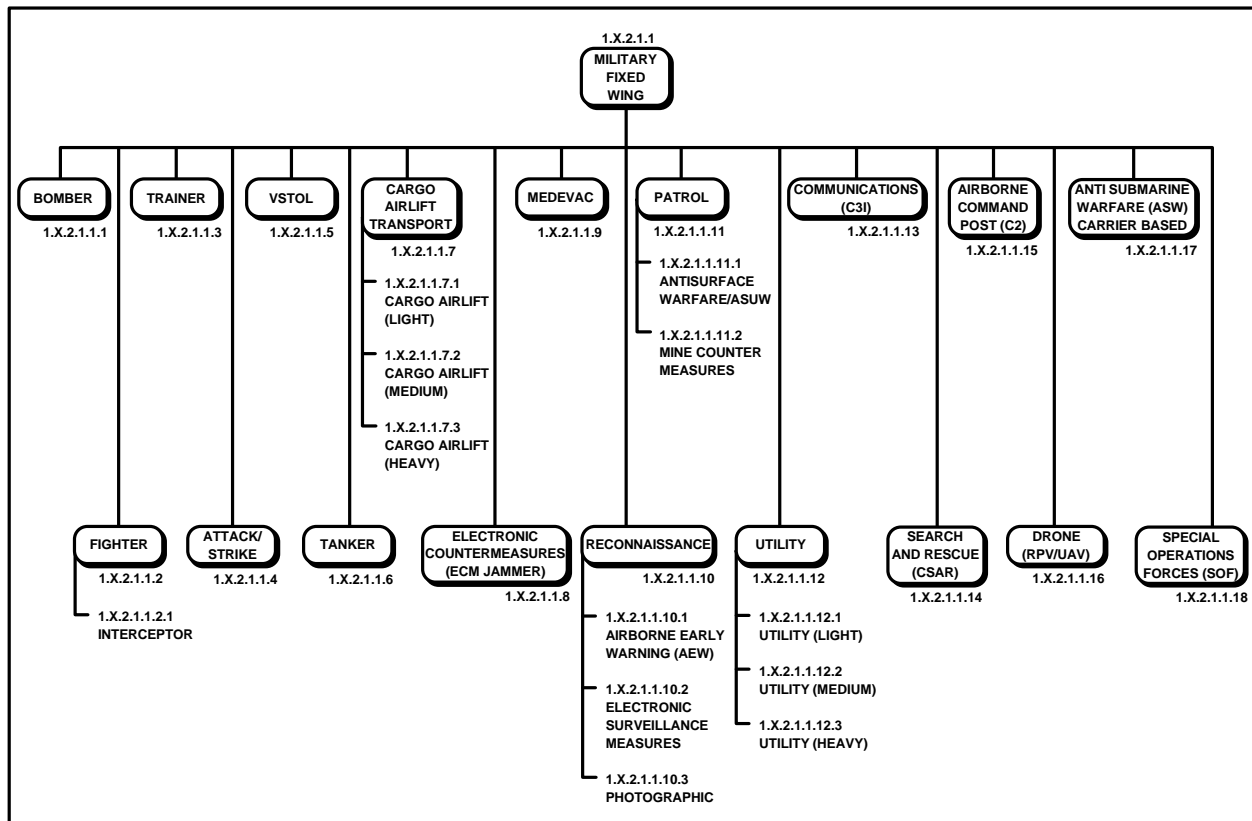 1.X.2.1.1
MILITARY
FIXED
WING
BOMBER
1.X.2.1.1.1
TRAINER
1.X.2.1.1.3
VSTOL
1.X.2.1.1.5
CARGO
AIRLIFT
TRANSPORT
1.X.2.1.1.7
1.X.2.1.1.7.1
CARGO AIRLIFT
(LIGHT)
1.X.2.1.1.7.2
CARGO AIRLIFT
(MEDIUM)
1.X.2.1.1.7.3
CARGO AIRLIFT
(HEAVY)
MEDEVAC
1.X.2.1.1.9
PATROL
1.X.2.1.1.11
1.X.2.1.1.11.1
ANTISURFACE
WARFARE/ASUW
1.X.2.1.1.11.2
MINE COUNTER
MEASURES
COMMUNICATIONS
(C3I)
1.X.2.1.1.13
AIRBORNE
COMMAND
POST (C2)
1.X.2.1.1.15
ANTI SUBMARINE
WARFARE (ASW)
CARRIER BASED
1.X.2.1.1.17
FIGHTER
1.X.2.1.1.2
1.X.2.1.1.2.1
INTERCEPTOR
ATTACK/
STRIKE
1.X.2.1.1.4
TANKER
1.X.2.1.1.6
ELECTRONIC
COUNTERMEASURES
(ECM JAMMER)
1.X.2.1.1.8
RECONNAISSANCE
1.X.2.1.1.10
1.X.2.1.1.10.1
AIRBORNE EARLY
WARNING (AEW)
1.X.2.1.1.10.2
ELECTRONIC
SURVEILLANCE
MEASURES
1.X.2.1.1.10.3
PHOTOGRAPHIC
UTILITY
1.X.2.1.1.12
1.X.2.1.1.12.1
UTILITY (LIGHT)
1.X.2.1.1.12.2
UTILITY (MEDIUM)
1.X.2.1.1.12.3
UTILITY (HEAVY)
SEARCH
AND RESCUE
(CSAR)
1.X.2.1.1.14
DRONE
(RPV/UAV)
1.X.2.1.1.16
SPECIAL
OPERATIONS
FORCES (SOF)
1.X.2.1.1.18